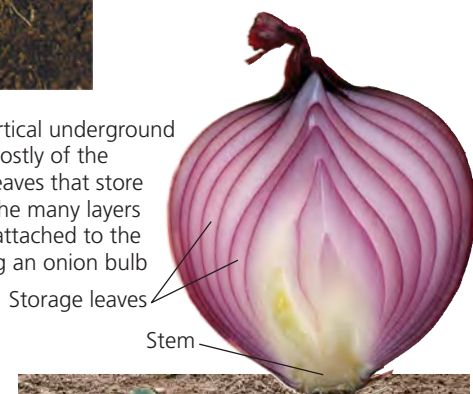 rtical underground
ostly of the
eaves that store
he many layers
attached to the
g an onion bulb
Storage leaves
Stem